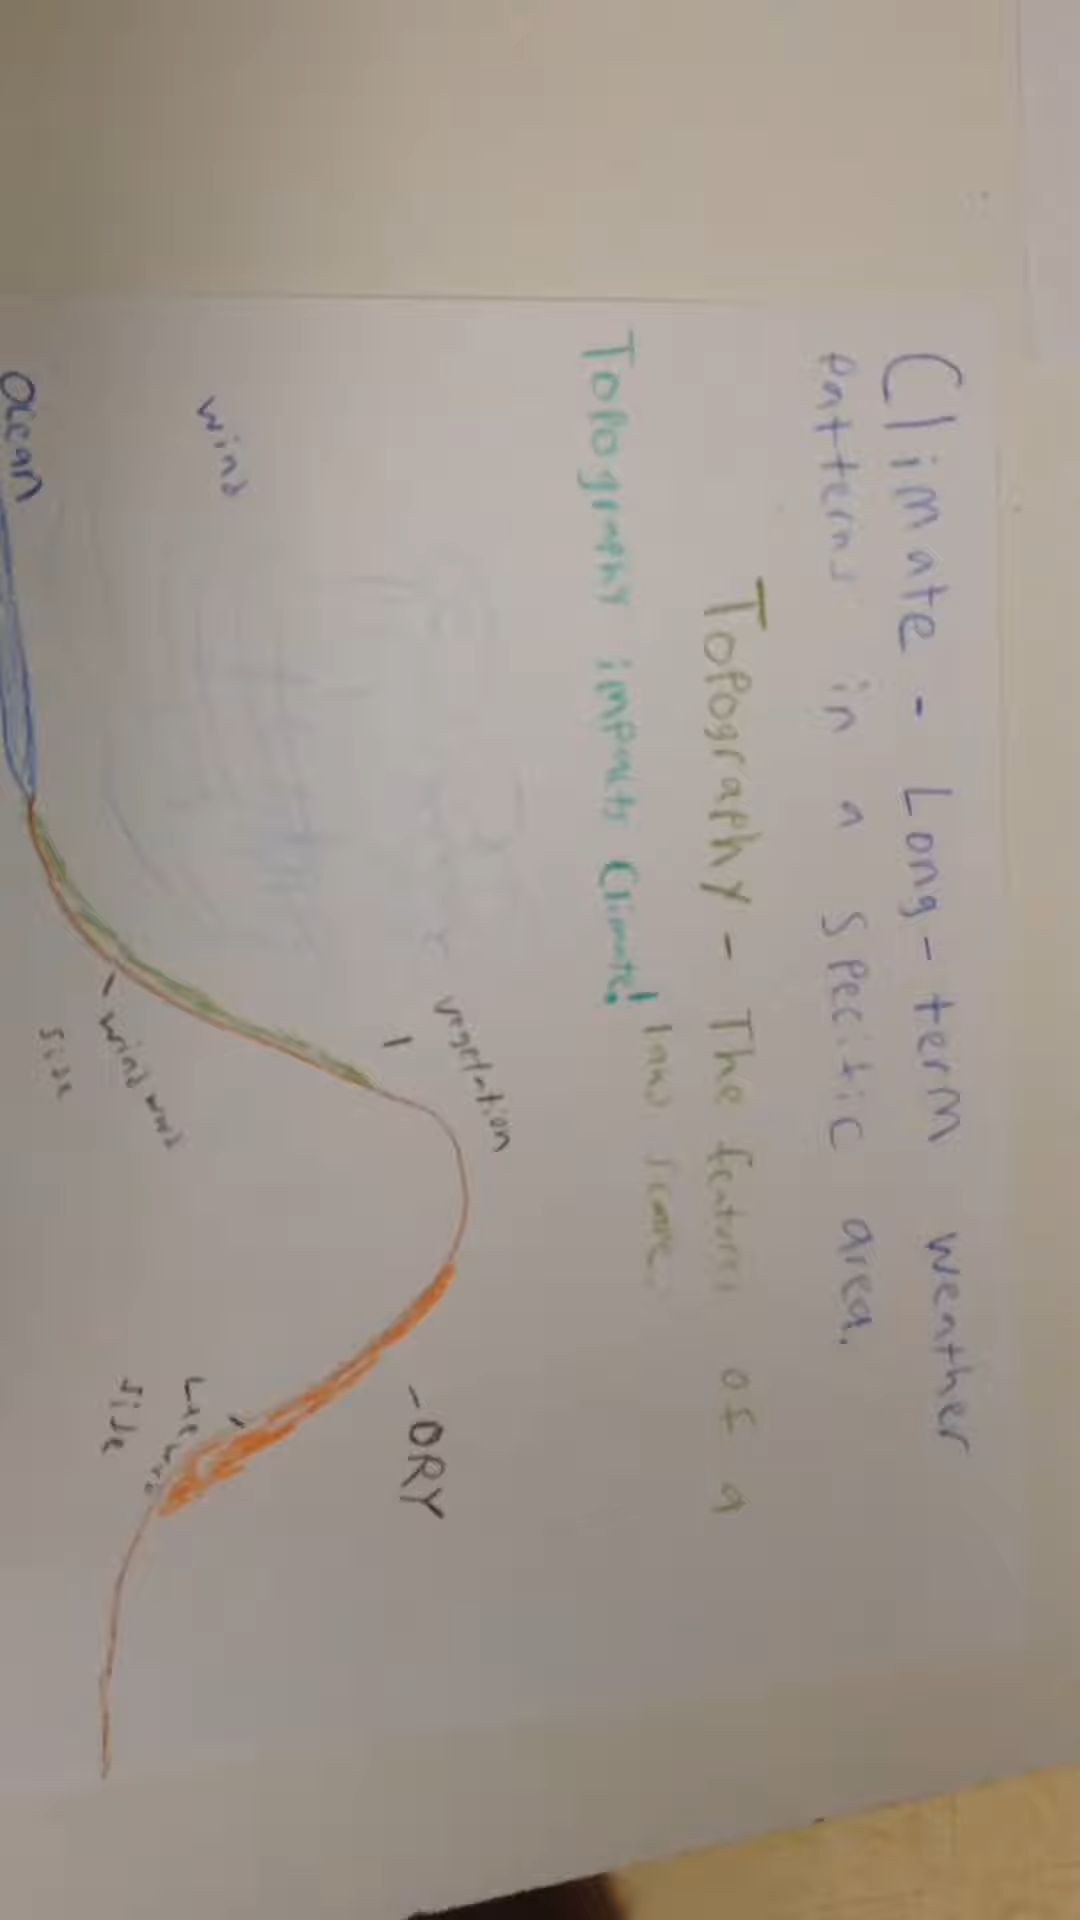 Climate - Long-term weather
Patterns in a specific area.
Topography - The features of a
land scape.
Topography impacts Climate!
vegetation
-DRY
wind
windward
side
Leeward
side
ocean